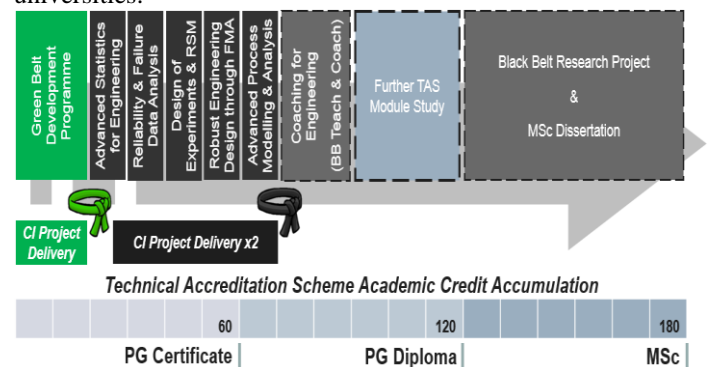 universities.
Green Belt
Development
Programme
Advanced Statistics
for Engineering
Reliability & Failure
Data Analysis
Design of
Experiments & RSM
Robust Engineering
Design through FMA
Advanced Process
Modelling & Analysis
Coaching for
Engineering
(BB Teach & Coach)
Further TAS
Module Study
Black Belt Research Project
&
MSc Dissertation
CI Project
Delivery
CI Project Delivery x2
Technical Accreditation Scheme Academic Credit Accumulation
60
120
180
PG Certificate
PG Diploma
MSc